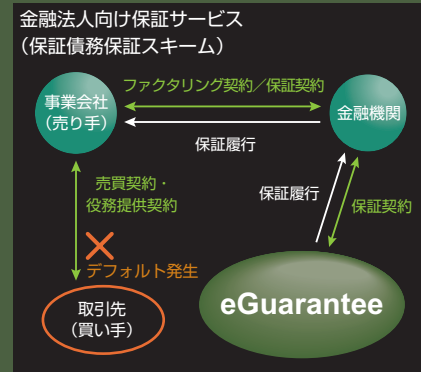 金融法人向け保証サービス
（保証債務保証スキーム）
ファクタリング契約／保証契約
事業会社
（売り手）
金融機関
保証履行
売買契約・
役務提供契約
保証履行
保証契約
デフォルト発生
取引先
（買い手）
eGuarantee